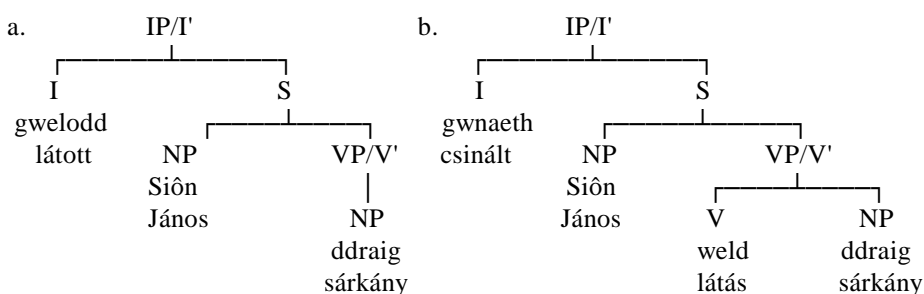 a. IP/I' b. IP/I'
I S I S
gwelodd gwnaeth
látott NP VP/V' csinált NP VP/V'
Siôn Siôn
János NP János V NP
ddraig weld ddraig
sárkány látás sárkány